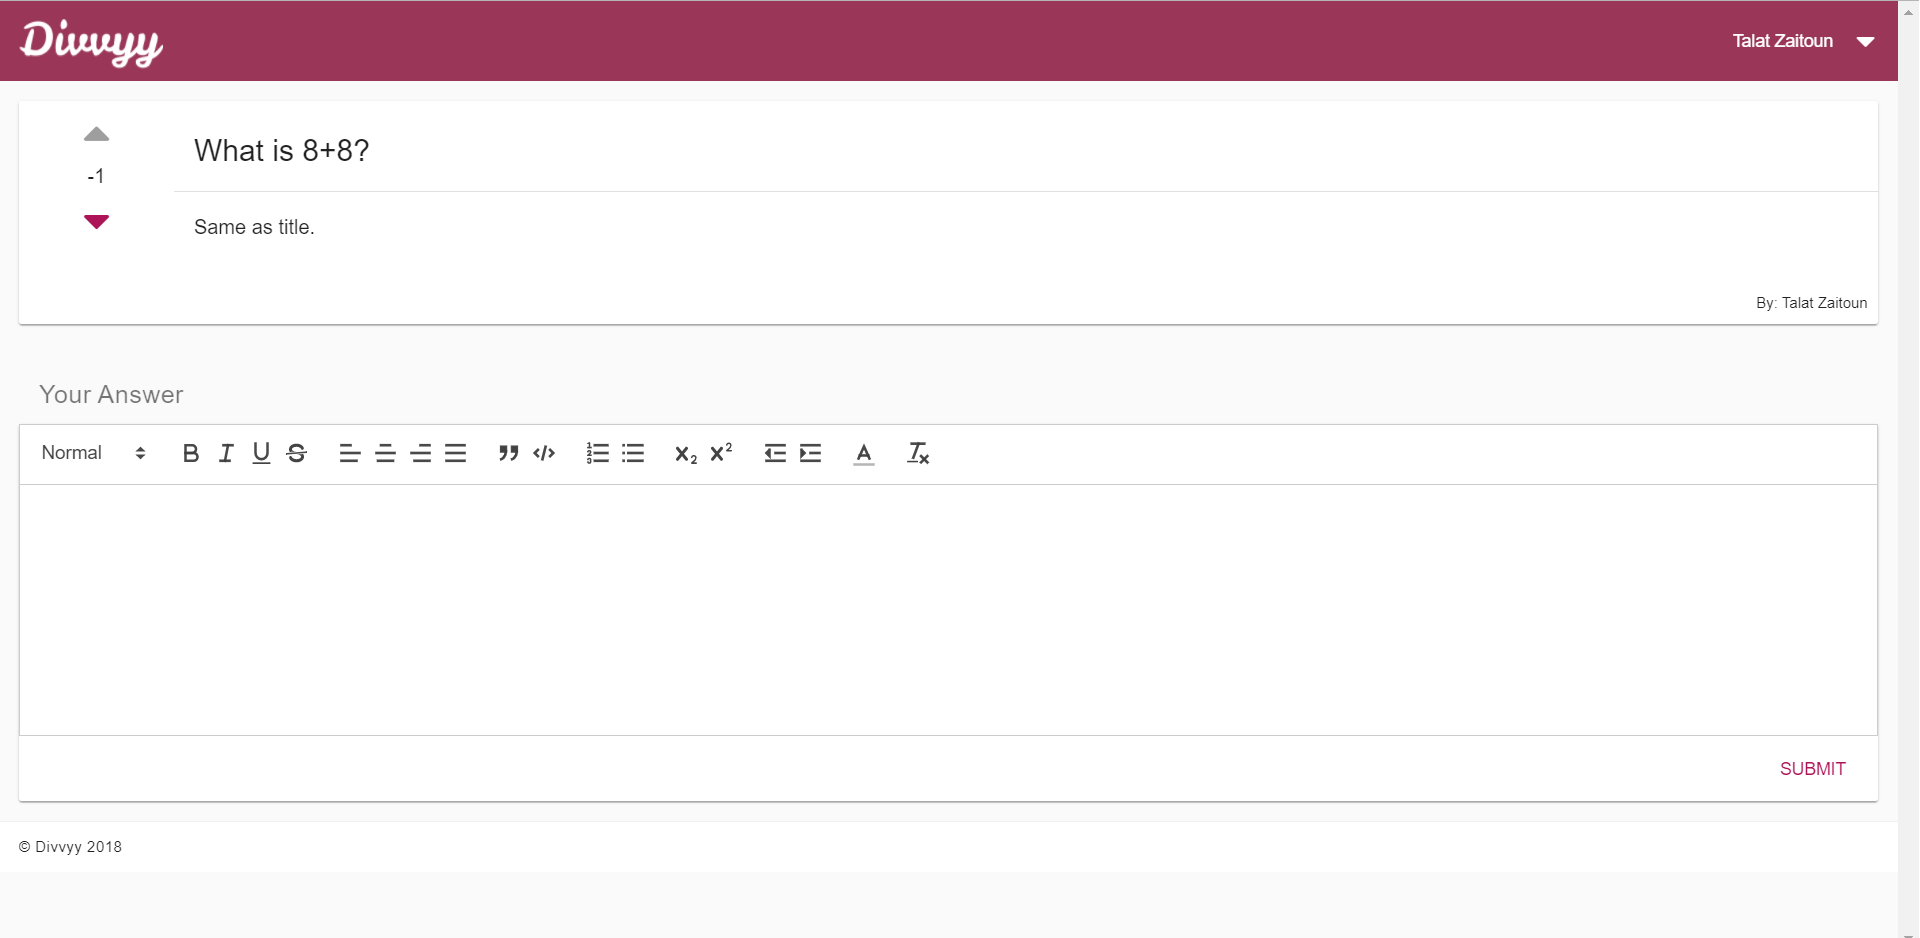 Divvyy
Talat Zaitoun
What is 8+8?
-1
Same as title.
By: Talat Zaitoun
Your Answer
Normal
SUBMIT
© Divvyy 2018